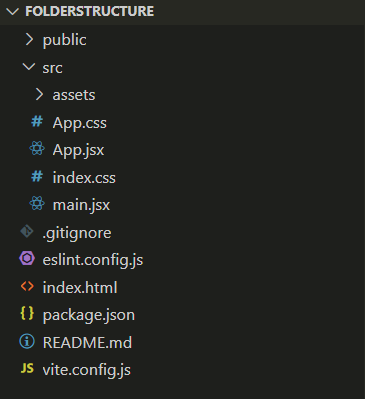 FOLDERSTRUCTURE
public
src
assets
# App.css
App.jsx
# index.css
main.jsx
.gitignore
eslint.config.js
<> index.html
{} package.json
README.md
JS vite.config.js